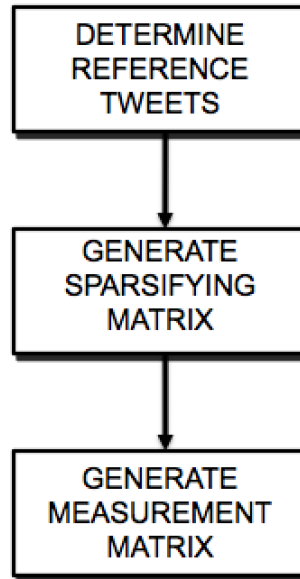 DETERMINE
REFERENCE
TWEETS
GENERATE
SPARSIFYING
MATRIX
GENERATE
MEASUREMENT
MATRIX